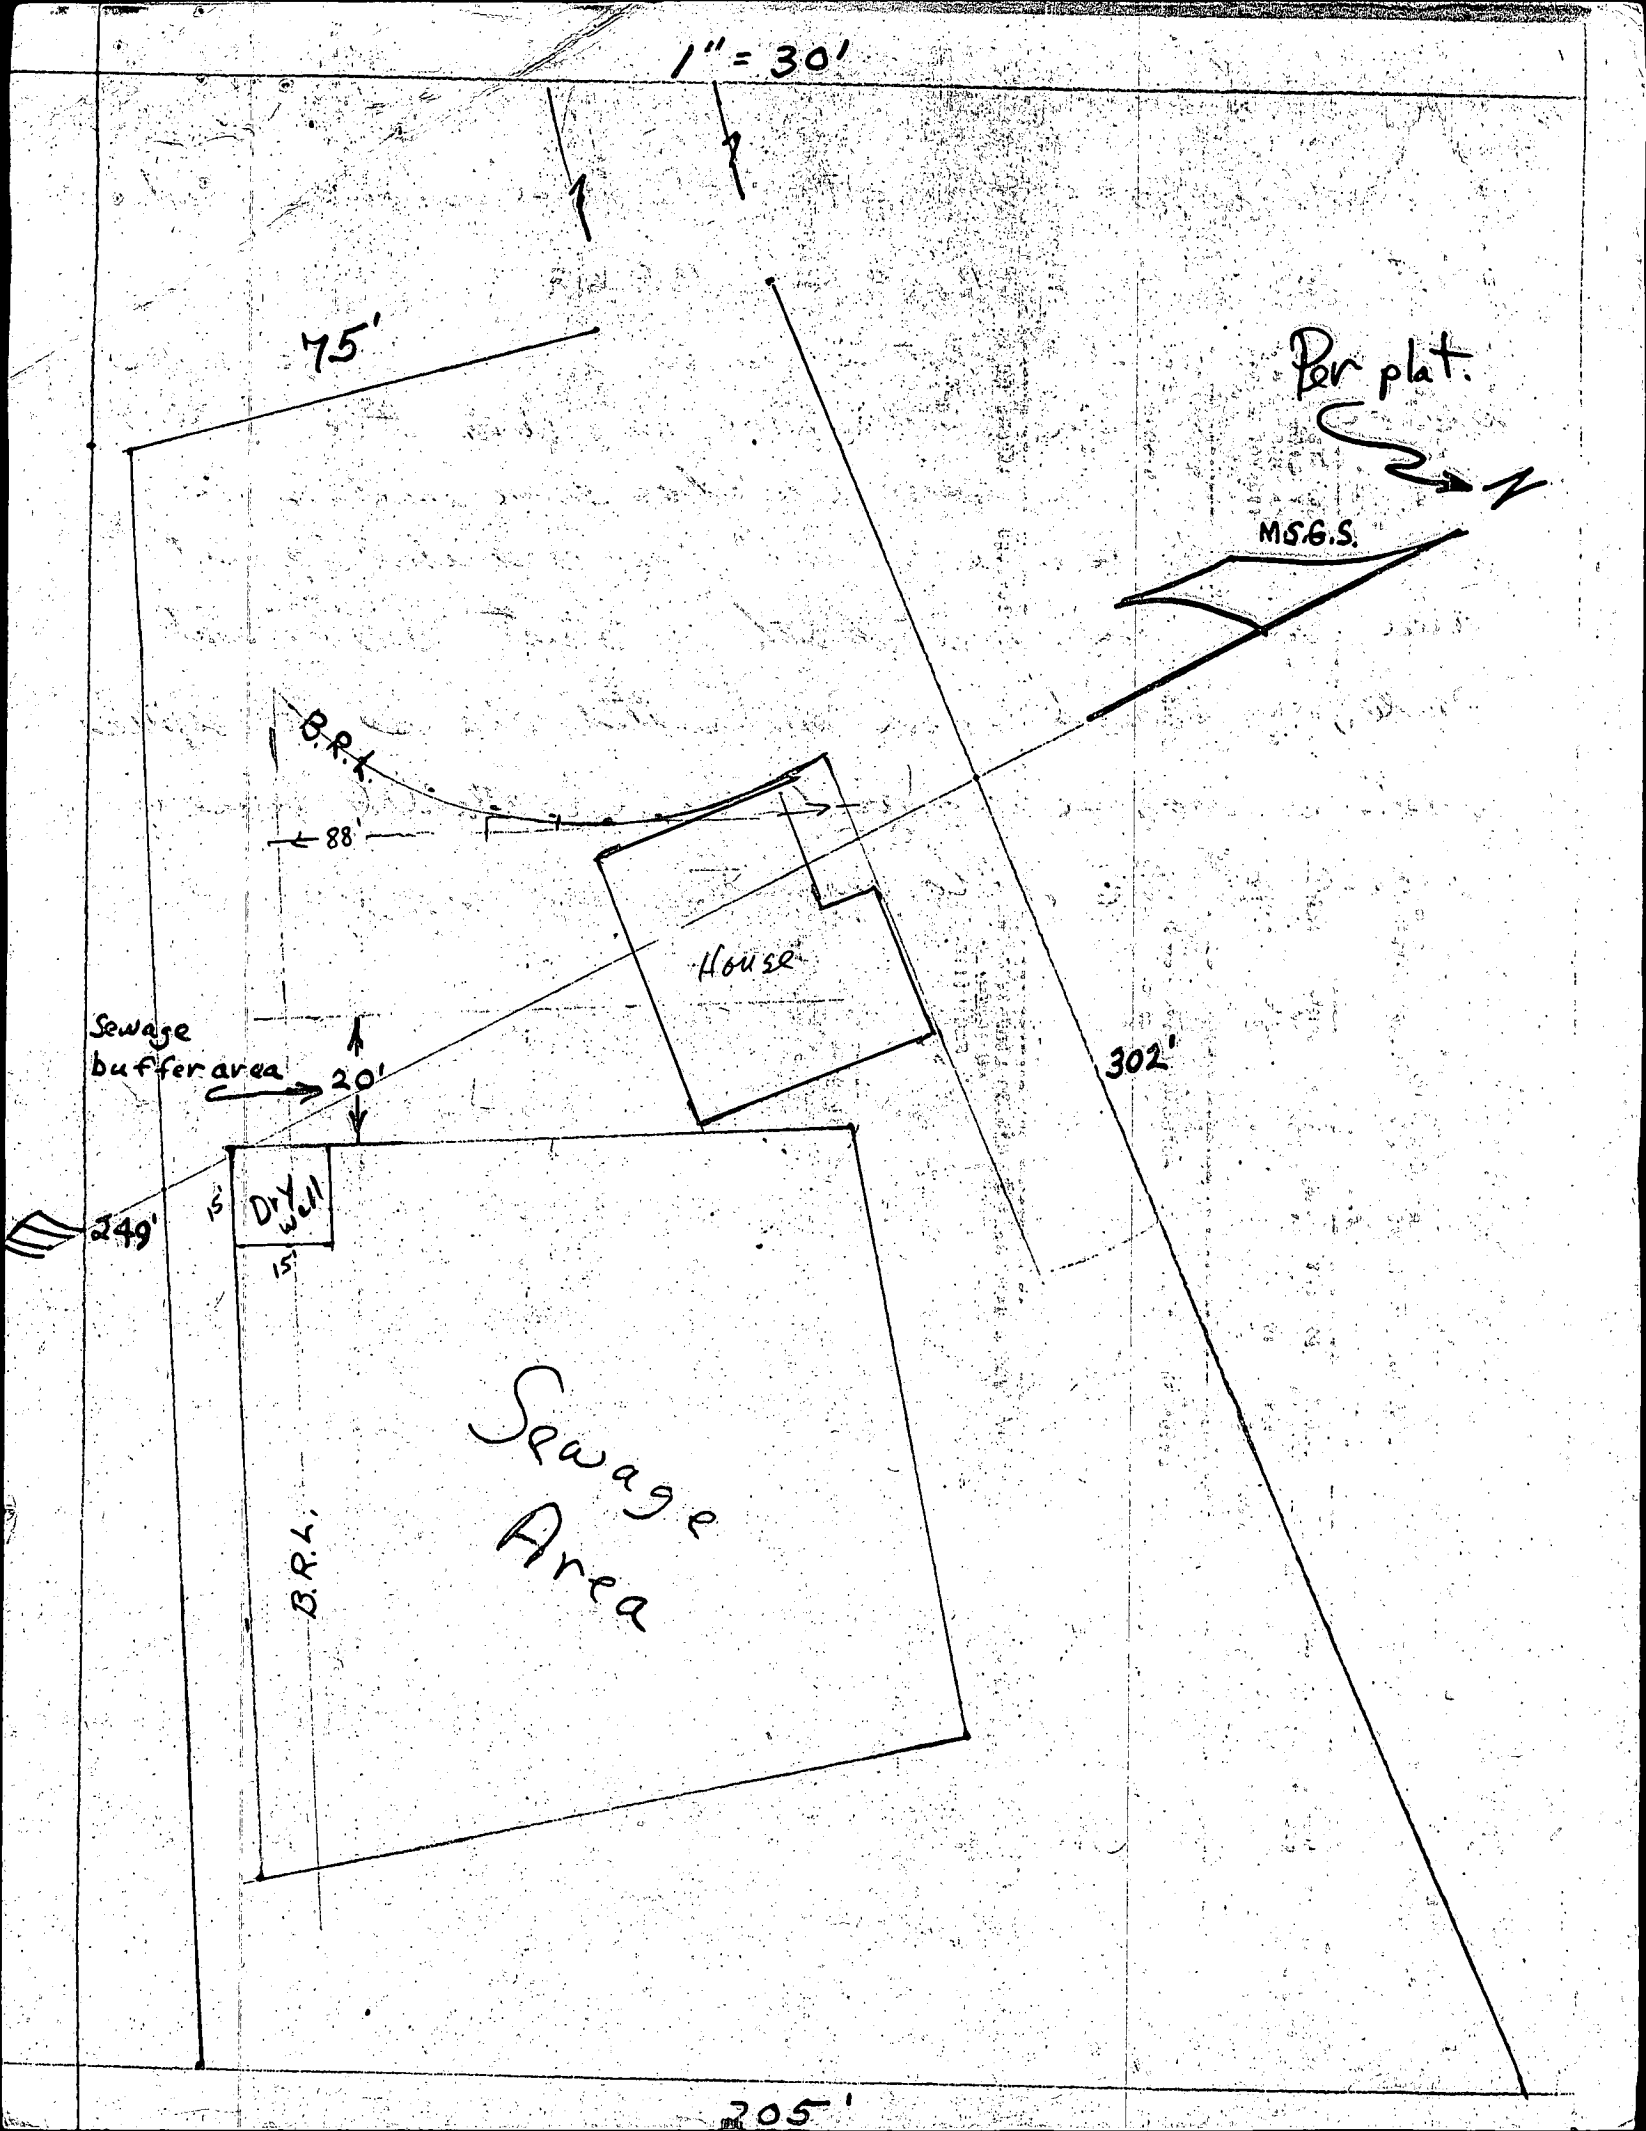 1" = 30'
75'
Per plat.
N
M.S.G.S.
B.R.L.
88'
House
Sewage
buffer area
20'
302'
15'
Dry
Well
249'
15'
Sewage
Area
B.R.L.
205'